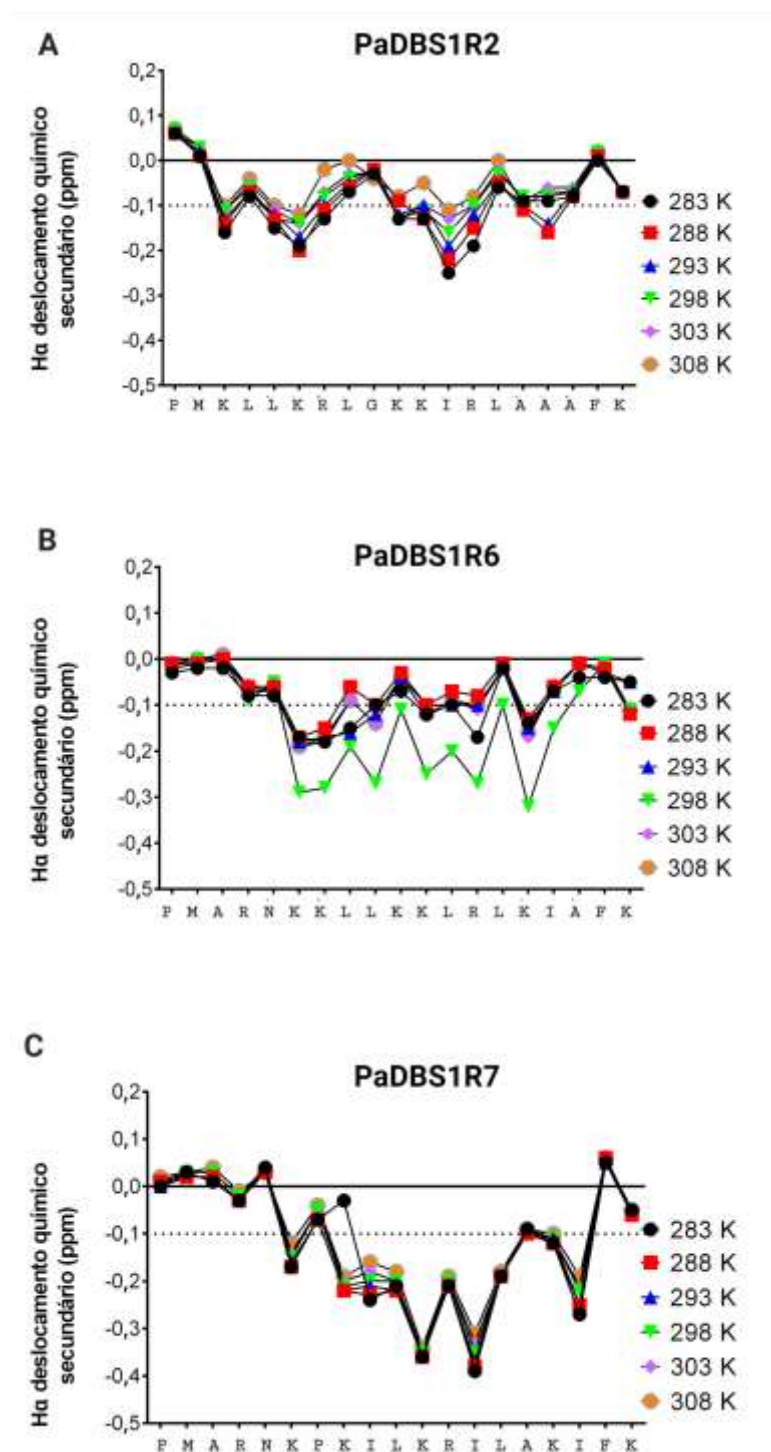 A
PaDBS1R2
Hα deslocamento químico
secundário (ppm)
0,2
0,1
0,0
-0,1
-0,2
-0,3
-0,4
-0,5
P M K L L K R L G K K I R L A A A F K
283 K
288 K
293 K
298 K
303 K
308 K
B
PaDBS1R6
Hα deslocamento químico
secundário (ppm)
0,2
0,1
0,0
-0,1
-0,2
-0,3
-0,4
-0,5
P M A R N K K L L K K L R L K I A F K
283 K
288 K
293 K
298 K
303 K
308 K
C
PaDBS1R7
Hα deslocamento químico
secundário (ppm)
0,2
0,1
0,0
-0,1
-0,2
-0,3
-0,4
-0,5
P M A R N K P K I L K R I L A K I F K
283 K
288 K
293 K
298 K
303 K
308 K